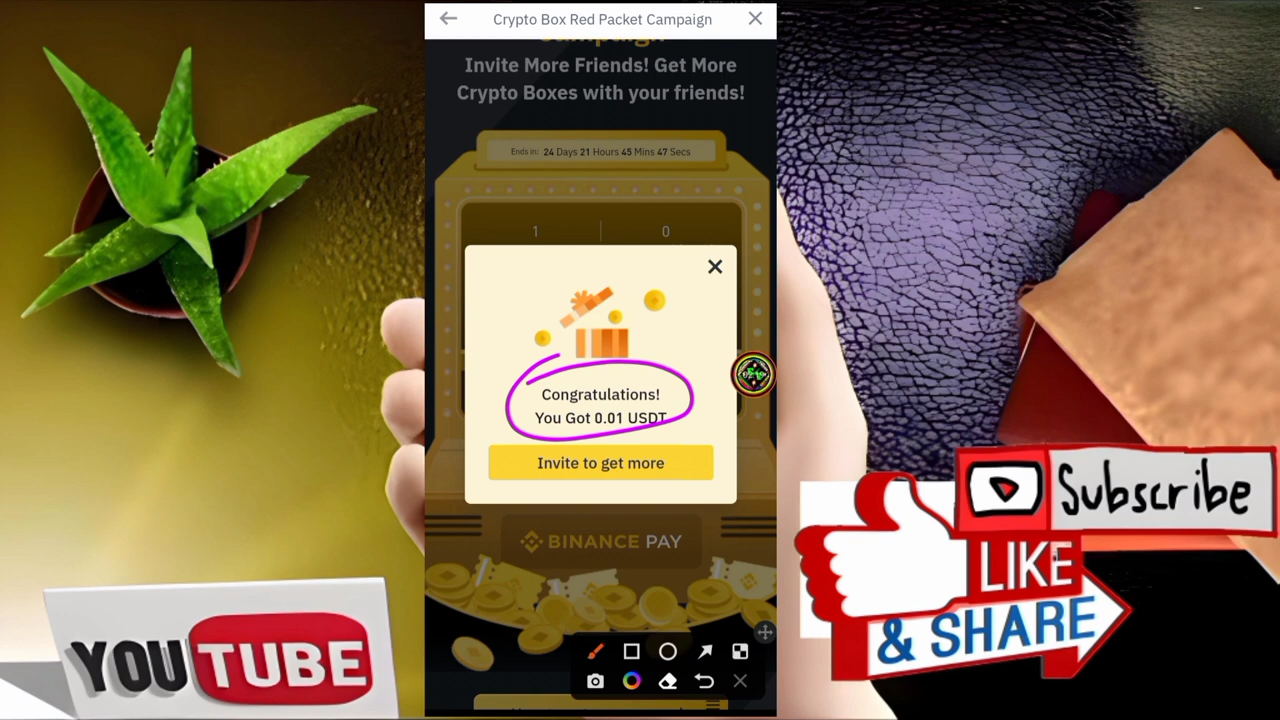 Crypto Box Red Packet Campaign
Campaign
Invite More Friends! Get More
Crypto Boxes with your friends!
Ends in: 24 Days 21 Hours 45 Mins 47 Secs
1 0
Congratulations!
You Got 0.01 USDT
Invite to get more
BINANCE PAY
YOUTUBE
Subscribe
LIKE
& SHARE